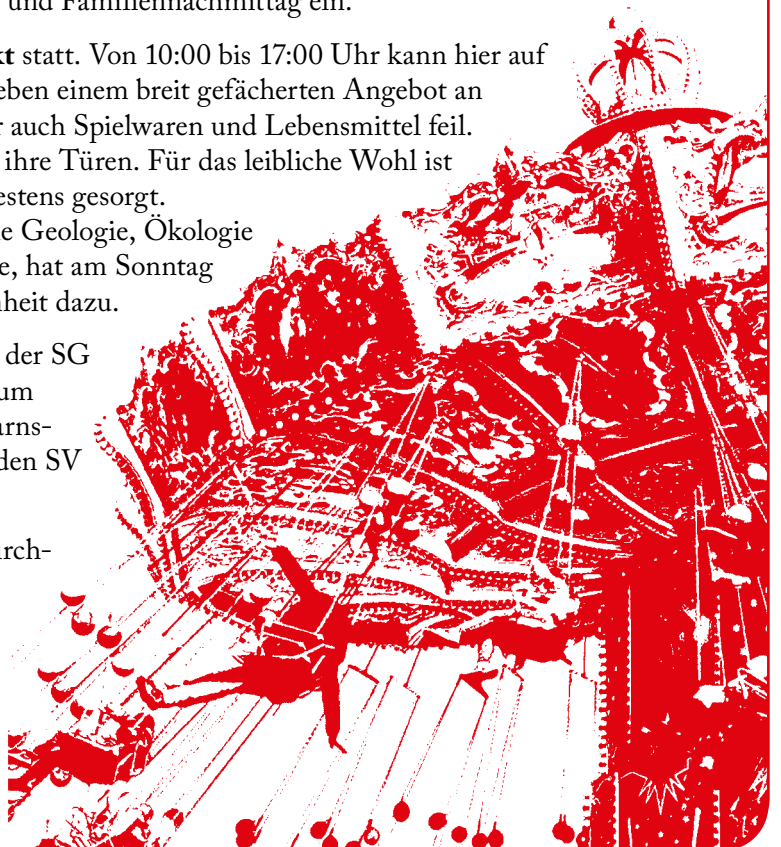 und Familiennachmittag ein.
kt statt. Von 10:00 bis 17:00 Uhr kann hier auf
eben einem breit gefächerten Angebot an
r auch Spielwaren und Lebensmittel feil.
ihre Türen. Für das leibliche Wohl ist
estens gesorgt.
e Geologie, Ökologie
e, hat am Sonntag
nheit dazu.
der SG
um
arns-
den SV
urch-